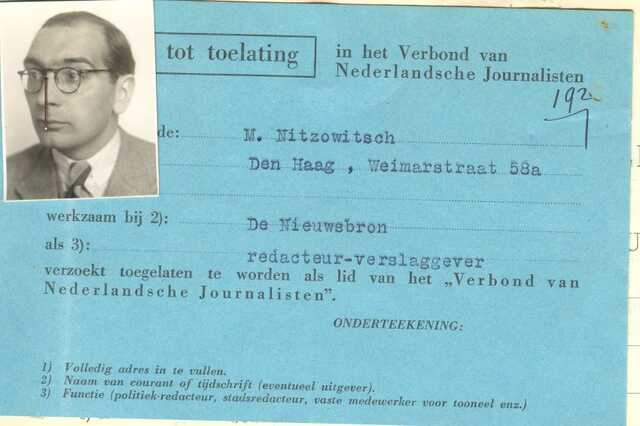 tot toelating
in het Verbond van
Nederlandsche Journalisten
192
de: M. Nitzowitsch
Den Haag , Weimarstraat 58a
werkzaam bij 2): De Nieuwsbron
als 3): redacteur-verslaggever
verzoekt toegelaten te worden als lid van het „Verbond van
Nederlandsche Journalisten”.
ONDERTEEKENING:
1) Volledig adres in te vullen.
2) Naam van courant of tijdschrift (eventueel uitgever).
3) Functie (politiek-redacteur, stadsredacteur, vaste medewerker voor tooneel enz.)